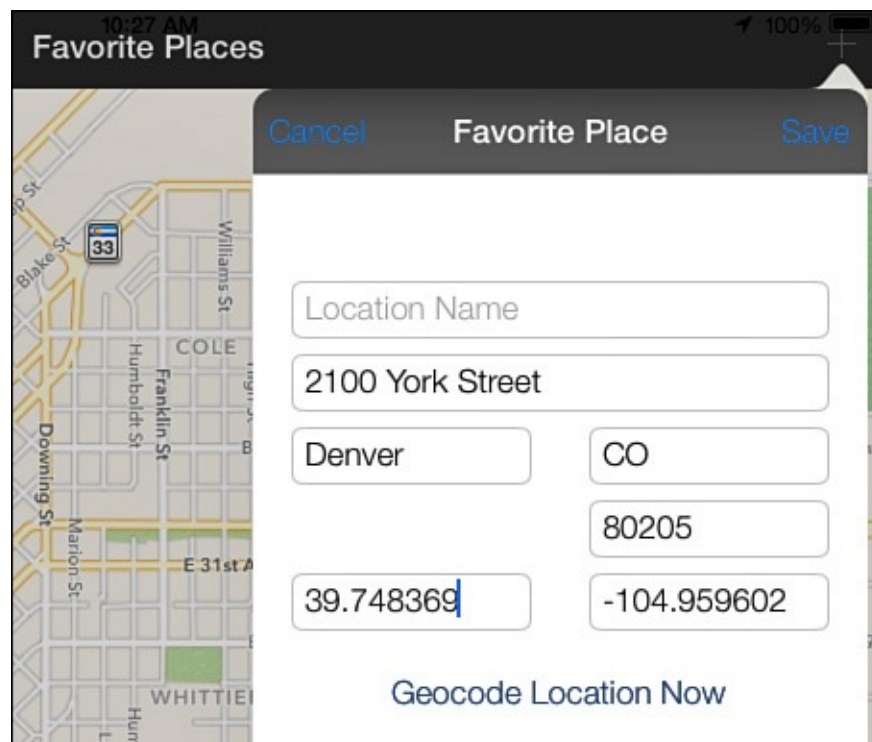 10:27 AM
100%
Favorite Places
+
Cancel
Favorite Place
Save
Location Name
2100 York Street
Denver
CO
80205
39.748369
-104.959602
Geocode Location Now
Blake St
33
Williams St
COLE
Humboldt St
Franklin St
Downing St
Marion St
E 31st A
WHITTIE
Hum